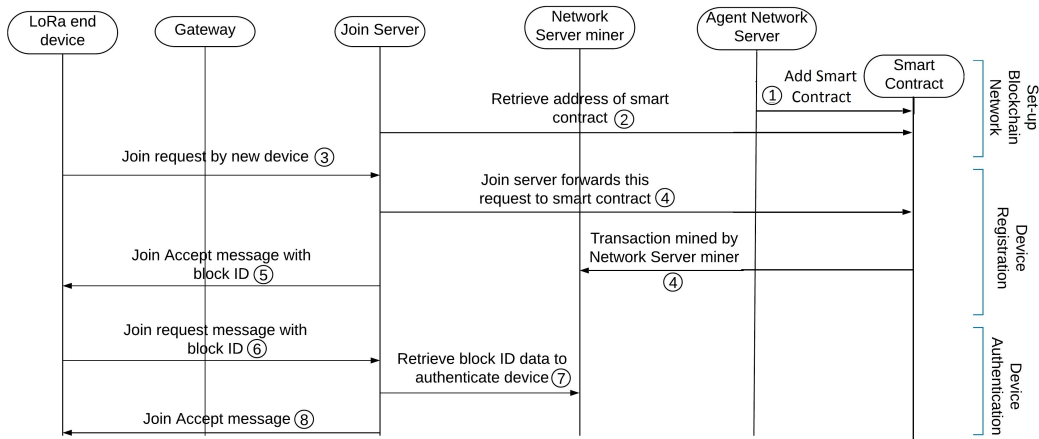 LoRa end
device
Gateway
Join Server
Network
Server miner
Agent Network
Server
Smart
Contract
Add Smart
① Contract
Retrieve address of smart
contract ②
Join request by new device ③
Join server forwards this
request to smart contract ④
Transaction mined by
Network Server miner
④
Join Accept message with
block ID ⑤
Join request message with
block ID ⑥
Retrieve block ID data to
authenticate device ⑦
Join Accept message ⑧
Set-up
Blockchain
Network
Device
Registration
Device
Authentication